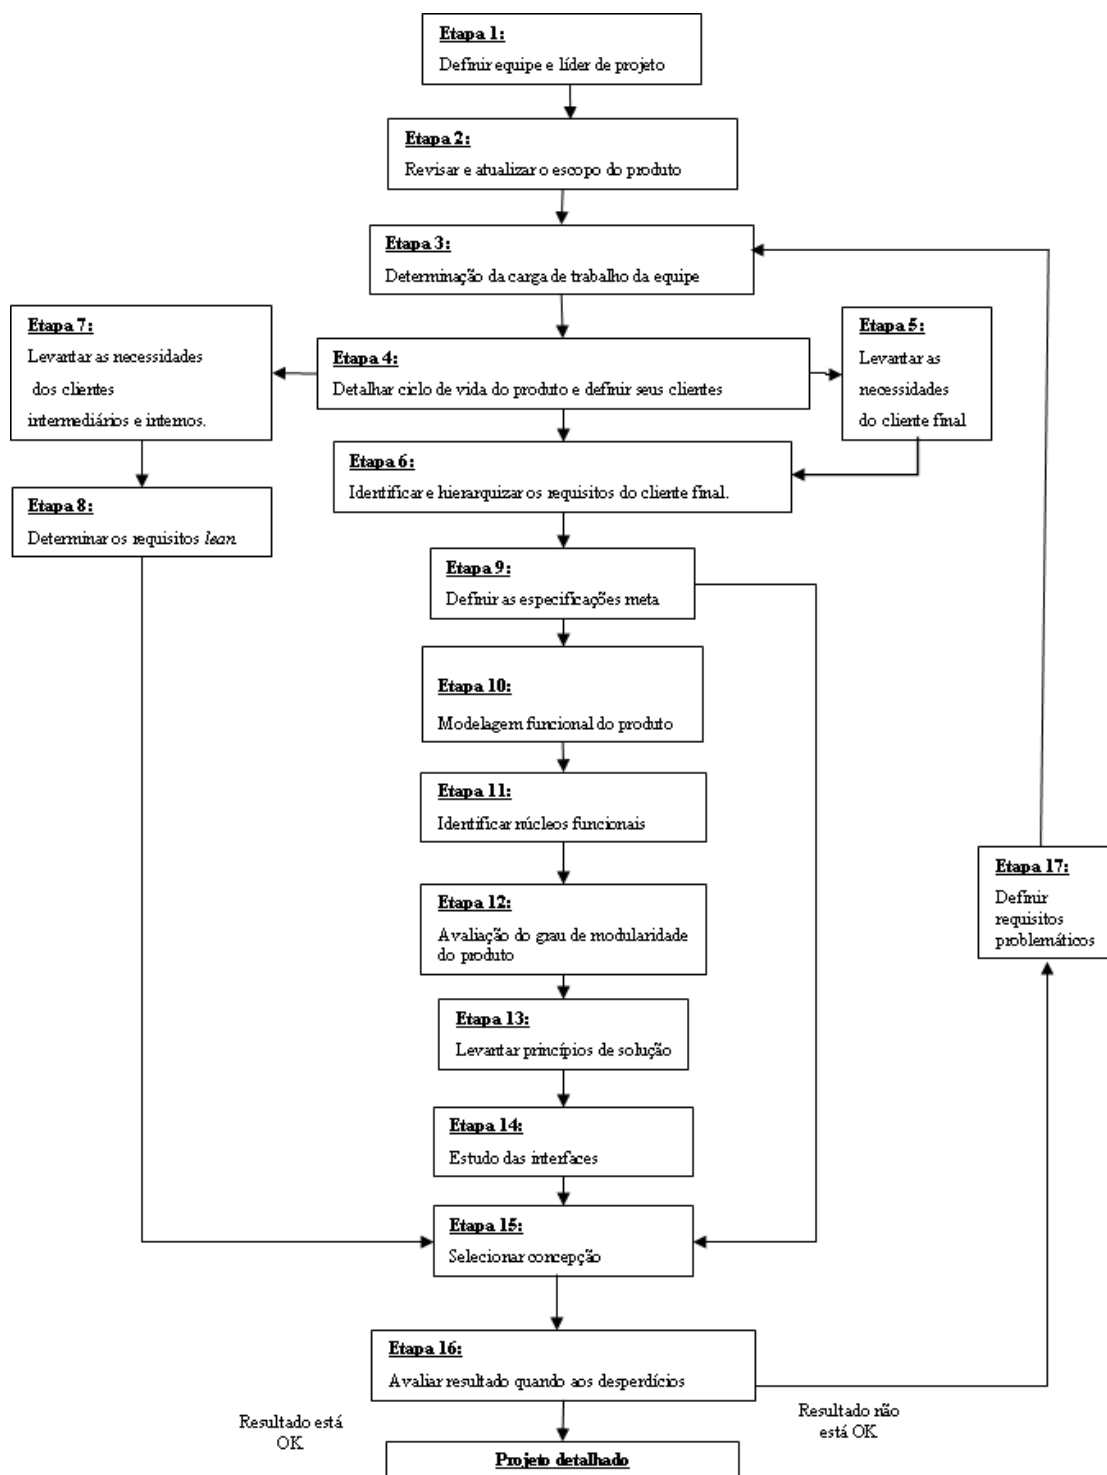 Etapa 1:
Definir equipe e líder de projeto
Etapa 2:
Revisar e atualizar o escopo do produto
Etapa 3:
Determinação da carga de trabalho da equipe
Etapa 7:
Levantar as necessidades
dos clientes
intermediários e internos.
Etapa 4:
Detalhar ciclo de vida do produto e definir seus clientes
Etapa 5:
Levantar as
necessidades
do cliente final
Etapa 6:
Identificar e hierarquizar os requisitos do cliente final.
Etapa 8:
Determinar os requisitos lean
Etapa 9:
Definir as especificações meta
Etapa 10:
Modelagem funcional do produto
Etapa 11:
Identificar núcleos funcionais
Etapa 12:
Avaliação do grau de modularidade
do produto
Etapa 17:
Definir
requisitos
problemáticos
Etapa 13:
Levantar princípios de solução
Etapa 14:
Estudo das interfaces
Etapa 15:
Selecionar concepção
Etapa 16:
Avaliar resultado quando aos desperdícios
Resultado está
OK
Resultado não
está OK
Projeto detalhado